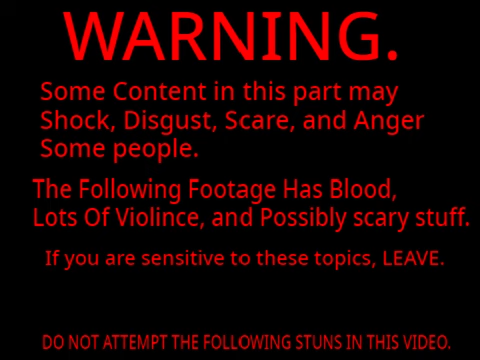 WARNING.
Some Content in this part may
Shock, Disgust, Scare, and Anger
Some people.
The Following Footage Has Blood,
Lots Of Violince, and Possibly scary stuff.
If you are sensitive to these topics, LEAVE.
DO NOT ATTEMPT THE FOLLOWING STUNS IN THIS VIDEO.